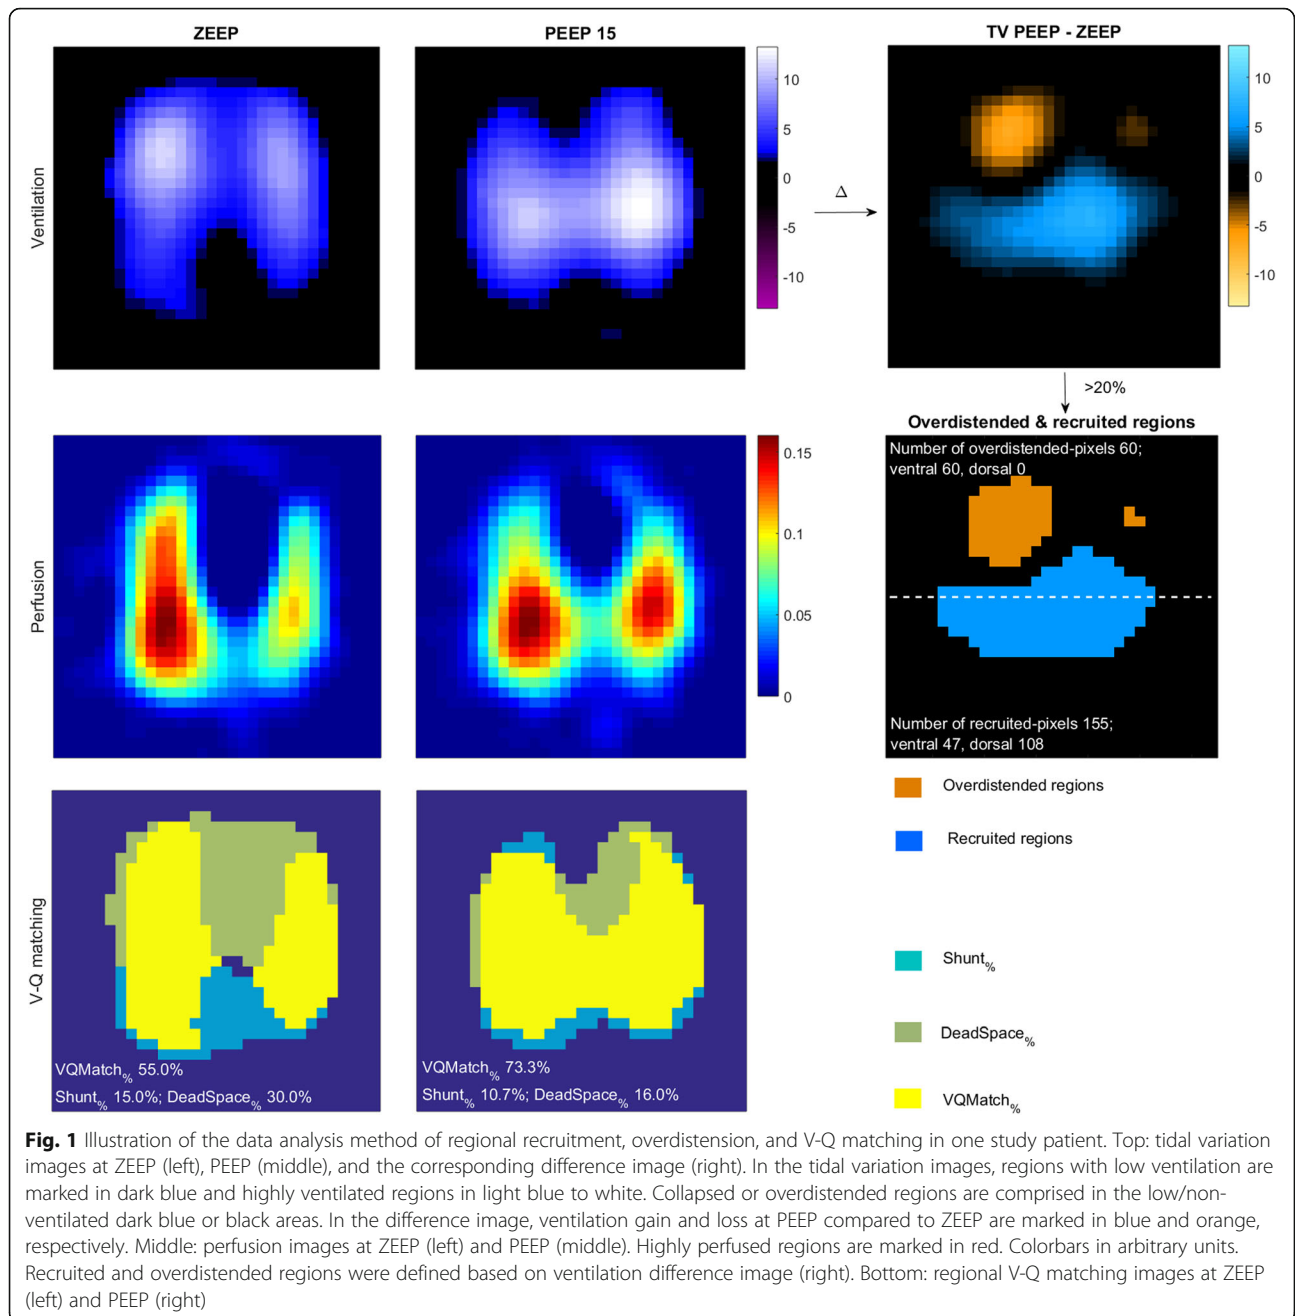 ZEEP
PEEP 15
TV PEEP - ZEEP
Ventilation
10
5
0
-5
-10
Δ
10
5
0
-5
-10
>20%
Perfusion
0.15
0.1
0.05
0
Overdistended & recruited regions
Number of overdistended-pixels 60;
ventral 60, dorsal 0
Number of recruited-pixels 155;
ventral 47, dorsal 108
V-Q matching
VQMatch% 55.0%
Shunt% 15.0%; DeadSpace% 30.0%
VQMatch% 73.3%
Shunt% 10.7%; DeadSpace% 16.0%
Overdistended regions
Recruited regions
Shunt%
DeadSpace%
VQMatch%
Fig. 1 Illustration of the data analysis method of regional recruitment, overdistension, and V-Q matching in one study patient. Top: tidal variation
images at ZEEP (left), PEEP (middle), and the corresponding difference image (right). In the tidal variation images, regions with low ventilation are
marked in dark blue and highly ventilated regions in light blue to white. Collapsed or overdistended regions are comprised in the low/non-
ventilated dark blue or black areas. In the difference image, ventilation gain and loss at PEEP compared to ZEEP are marked in blue and orange,
respectively. Middle: perfusion images at ZEEP (left) and PEEP (middle). Highly perfused regions are marked in red. Colorbars in arbitrary units.
Recruited and overdistended regions were defined based on ventilation difference image (right). Bottom: regional V-Q matching images at ZEEP
(left) and PEEP (right)